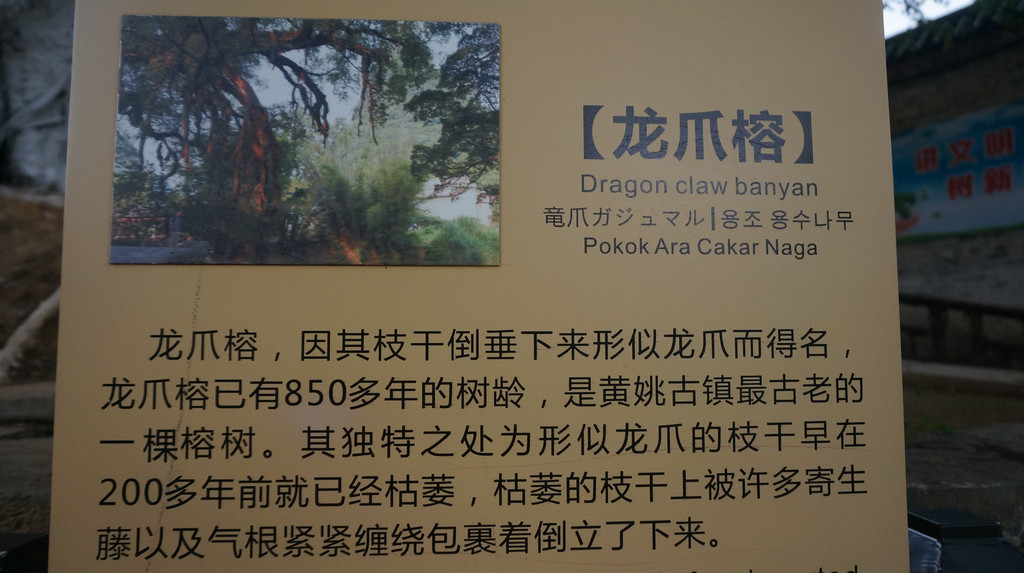 【龙爪榕】
Dragon claw banyan
竜爪ガジュマル|용조 용수나무
Pokok Ara Cakar Naga
龙爪榕，因其枝干倒垂下来形似龙爪而得名，
龙爪榕已有850多年的树龄，是黄姚古镇最古老的
一棵榕树。其独特之处为形似龙爪的枝干早在
200多年前就已经枯萎，枯萎的枝干上被许多寄生
藤以及气根紧紧缠绕包裹着倒立了下来。
讲文明
树新